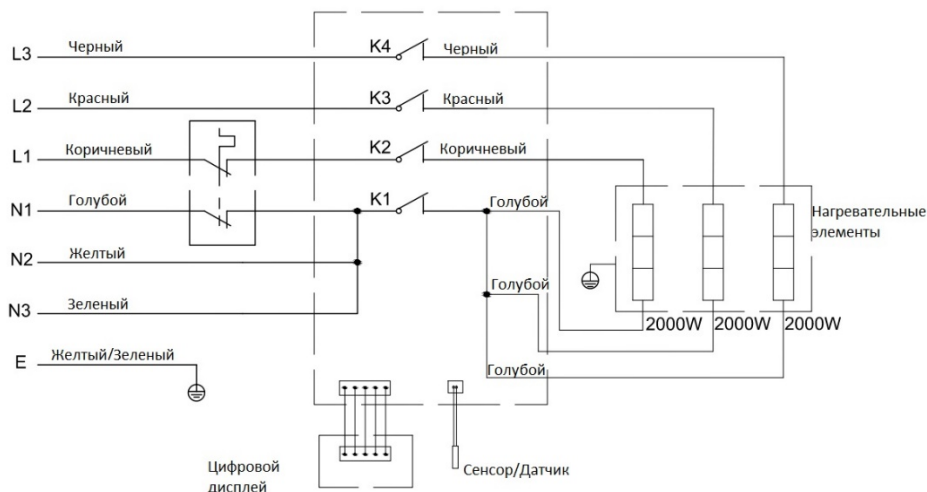 L3 Черный K4 Черный
L2 Красный K3 Красный
L1 Коричневый K2 Коричневый
N1 Голубой K1 Голубой
Нагревательные
элементы
N2 Желтый
Голубой
N3 Зеленый
2000W 2000W 2000W
E Желтый/Зеленый
Голубой
Цифровой
дисплей
Сенсор/Датчик